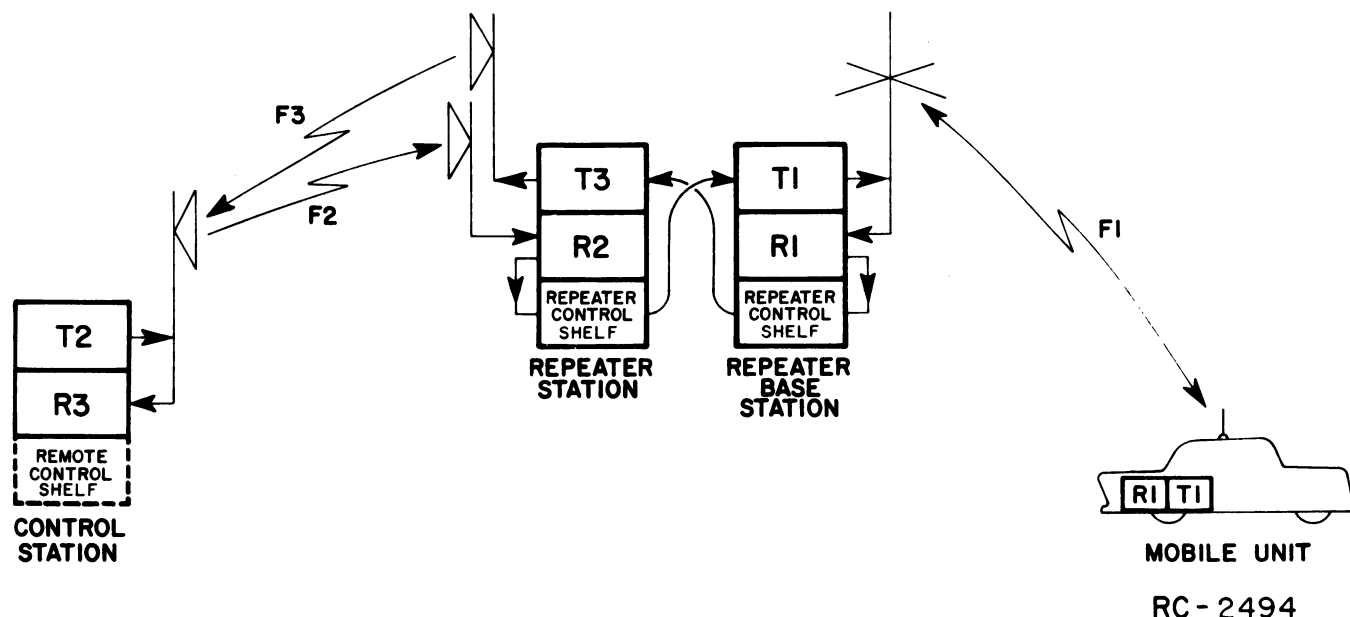 F3
F2
T3
R2
REPEATER
CONTROL
SHELF
REPEATER
STATION
T1
R1
REPEATER
CONTROL
SHELF
REPEATER
BASE
STATION
F1
T2
R3
REMOTE
CONTROL
SHELF
CONTROL
STATION
R1 T1
MOBILE UNIT
RC-2494